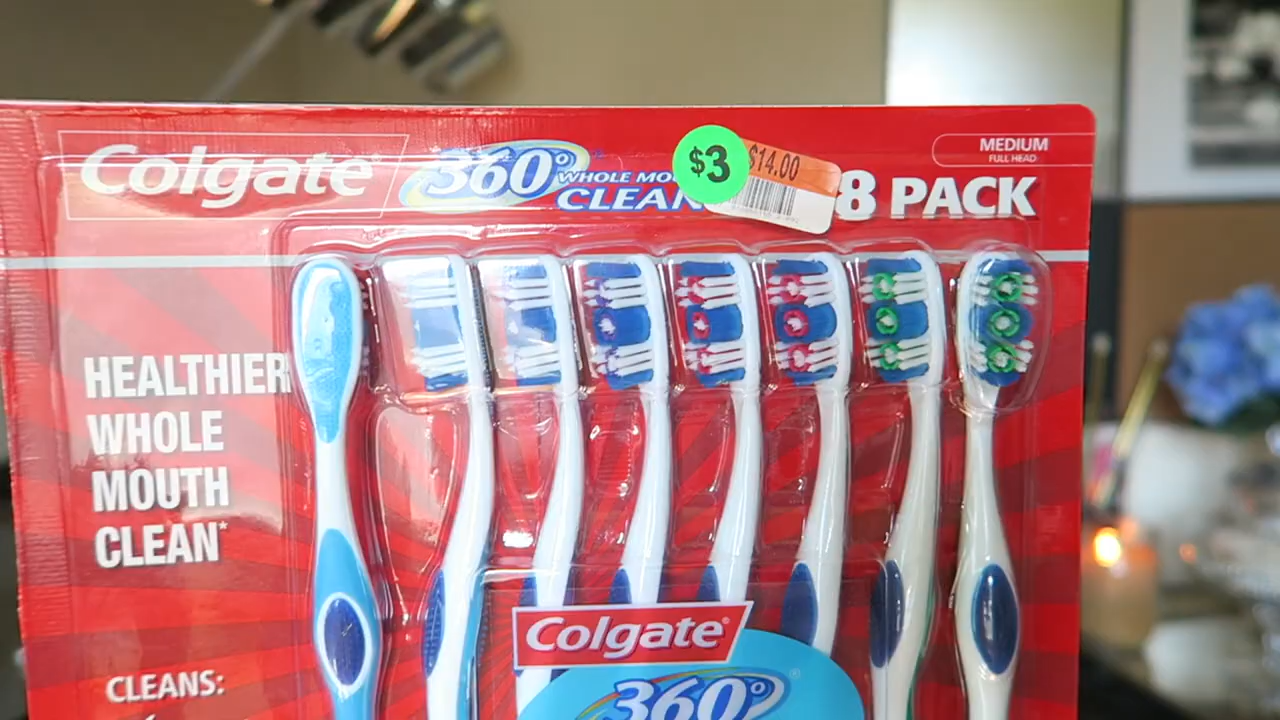 Colgate
360°
WHOLE
CLEAN
$3
$14.00
MEDIUM
FULL HEAD
8 PACK
HEALTHIER
WHOLE
MOUTH
CLEAN*
CLEANS:
Colgate®
360°